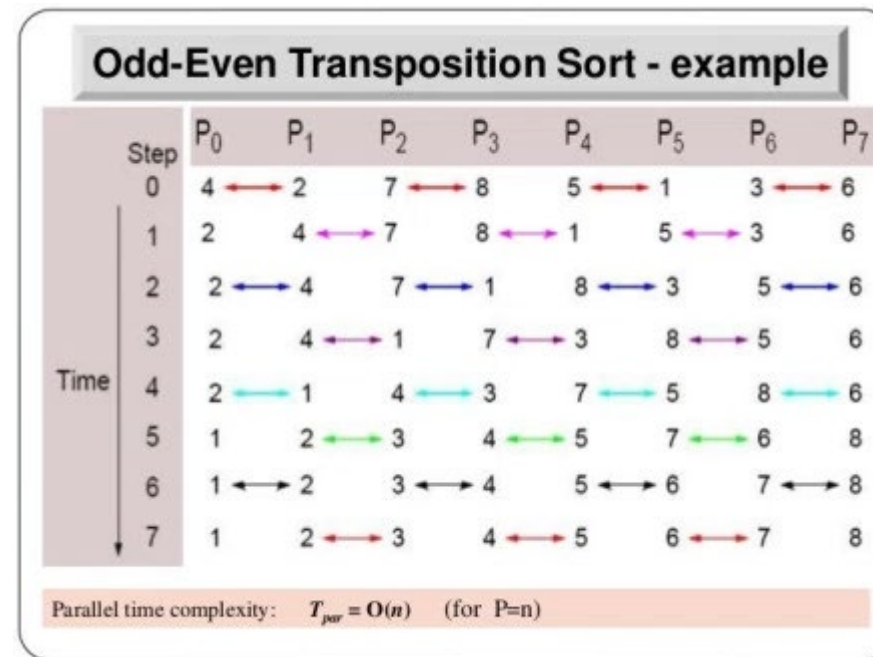 Odd-Even Transposition Sort - example
Step P₀ P₁ P₂ P₃ P₄ P₅ P₆ P₇
0 4 2 7 8 5 1 3 6
1 2 4 7 8 1 5 3 6
2 2 4 7 1 8 3 5 6
3 2 4 1 7 3 8 5 6
Time
4 2 1 4 3 7 5 8 6
5 1 2 3 4 5 7 6 8
6 1 2 3 4 5 6 7 8
7 1 2 3 4 5 6 7 8
Parallel time complexity: Tpar = O(n) (for P=n)